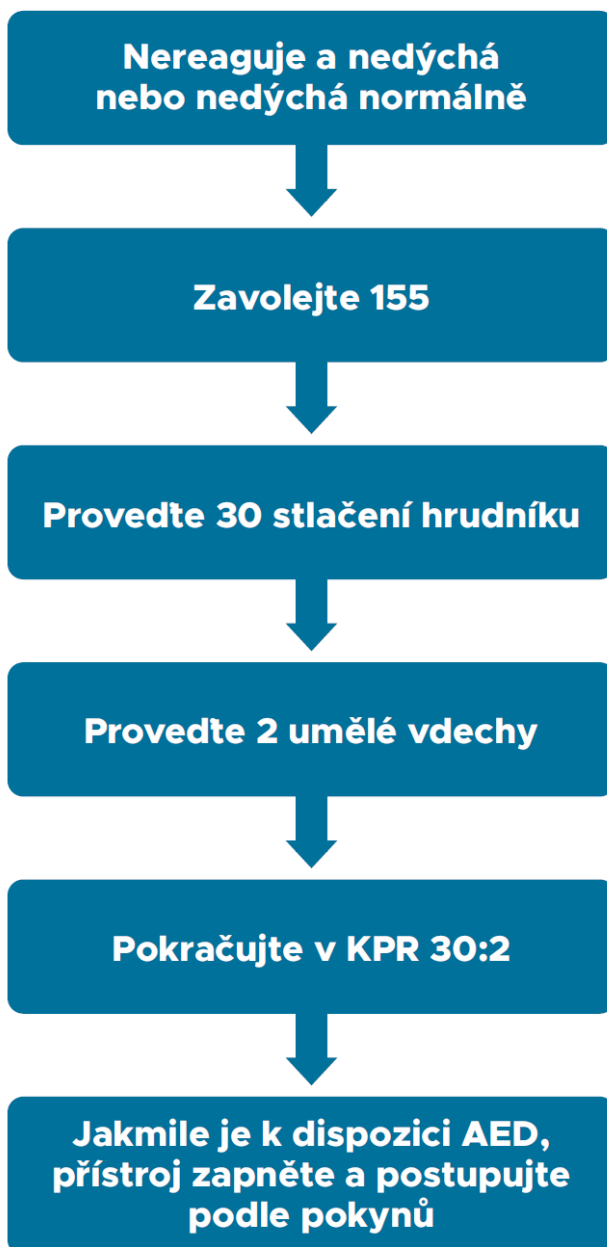 Nereaguje a nedýchá
nebo nedýchá normálně
Zavolejte 155
Proveďte 30 stlačení hrudníku
Proveďte 2 umělé vdechy
Pokračujte v KPR 30:2
Jakmile je k dispozici AED,
přístroj zapněte a postupujte
podle pokynů